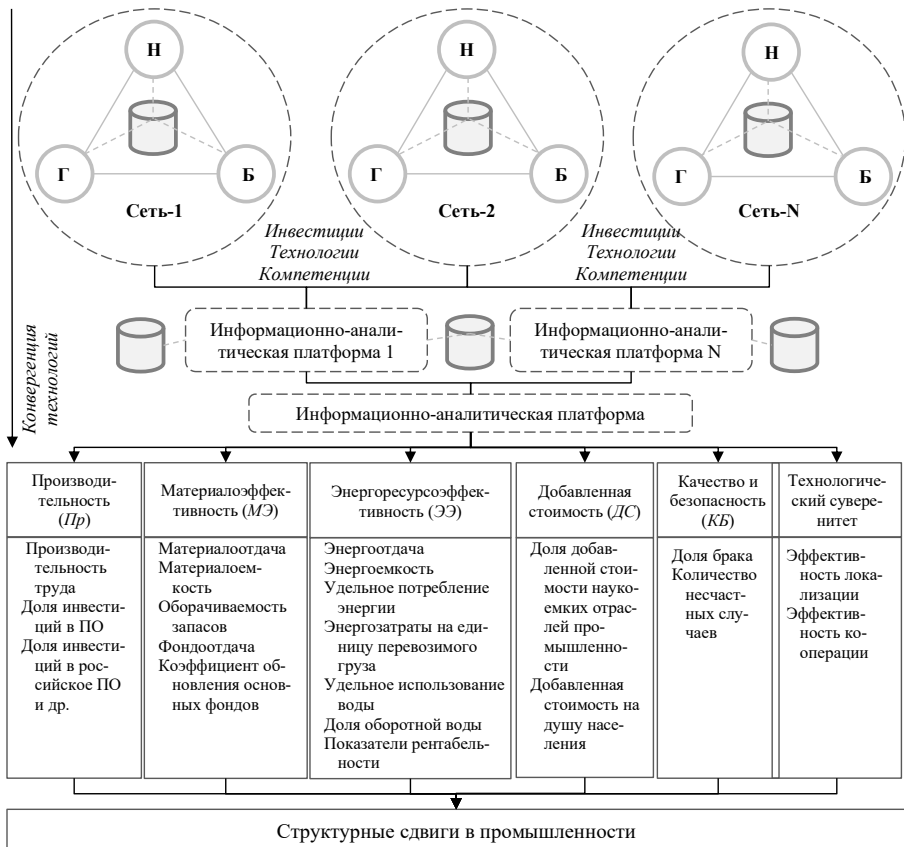 Н
Г
Б
Сеть-1
Н
Г
Б
Сеть-2
Н
Г
Б
Сеть-N
Инвестиции
Технологии
Компетенции
Инвестиции
Технологии
Компетенции
Конвергенция
технологий
Информационно-анали-
тическая платформа 1
Информационно-анали-
тическая платформа N
Информационно-аналитическая платформа
Производи-
тельность
(Пр)
Материалоэффек-
тивность (МЭ)
Энергоресурсоэффек-
тивность (ЭЭ)
Добавленная
стоимость (ДС)
Качество и
безопасность
(КБ)
Технологиче-
ский сувере-
нитет
Производи-
тельность
труда
Доля инвести-
ций в ПО
Доля инвести-
ций в рос-
сийское ПО
и др.
Материалоотдача
Материалоем-
кость
Оборачиваемость
запасов
Фондоотдача
Коэффициент об-
новления основ-
ных фондов
Энергоотдача
Энергоемкость
Удельное потребление
энергии
Энергозатраты на еди-
ницу перевозимого
груза
Удельное использование
воды
Доля оборотной воды
Показатели рентабель-
ности
Доля добав-
ленной стои-
мости науко-
емких отрас-
лей про-
мышленно-
сти
Добавленная
стоимость на
душу насе-
ления
Доля брака
Количество
несчаст-
ных слу-
чаев
Эффектив-
ность лока-
лизации
Эффектив-
ность ко-
операции
Структурные сдвиги в промышленности